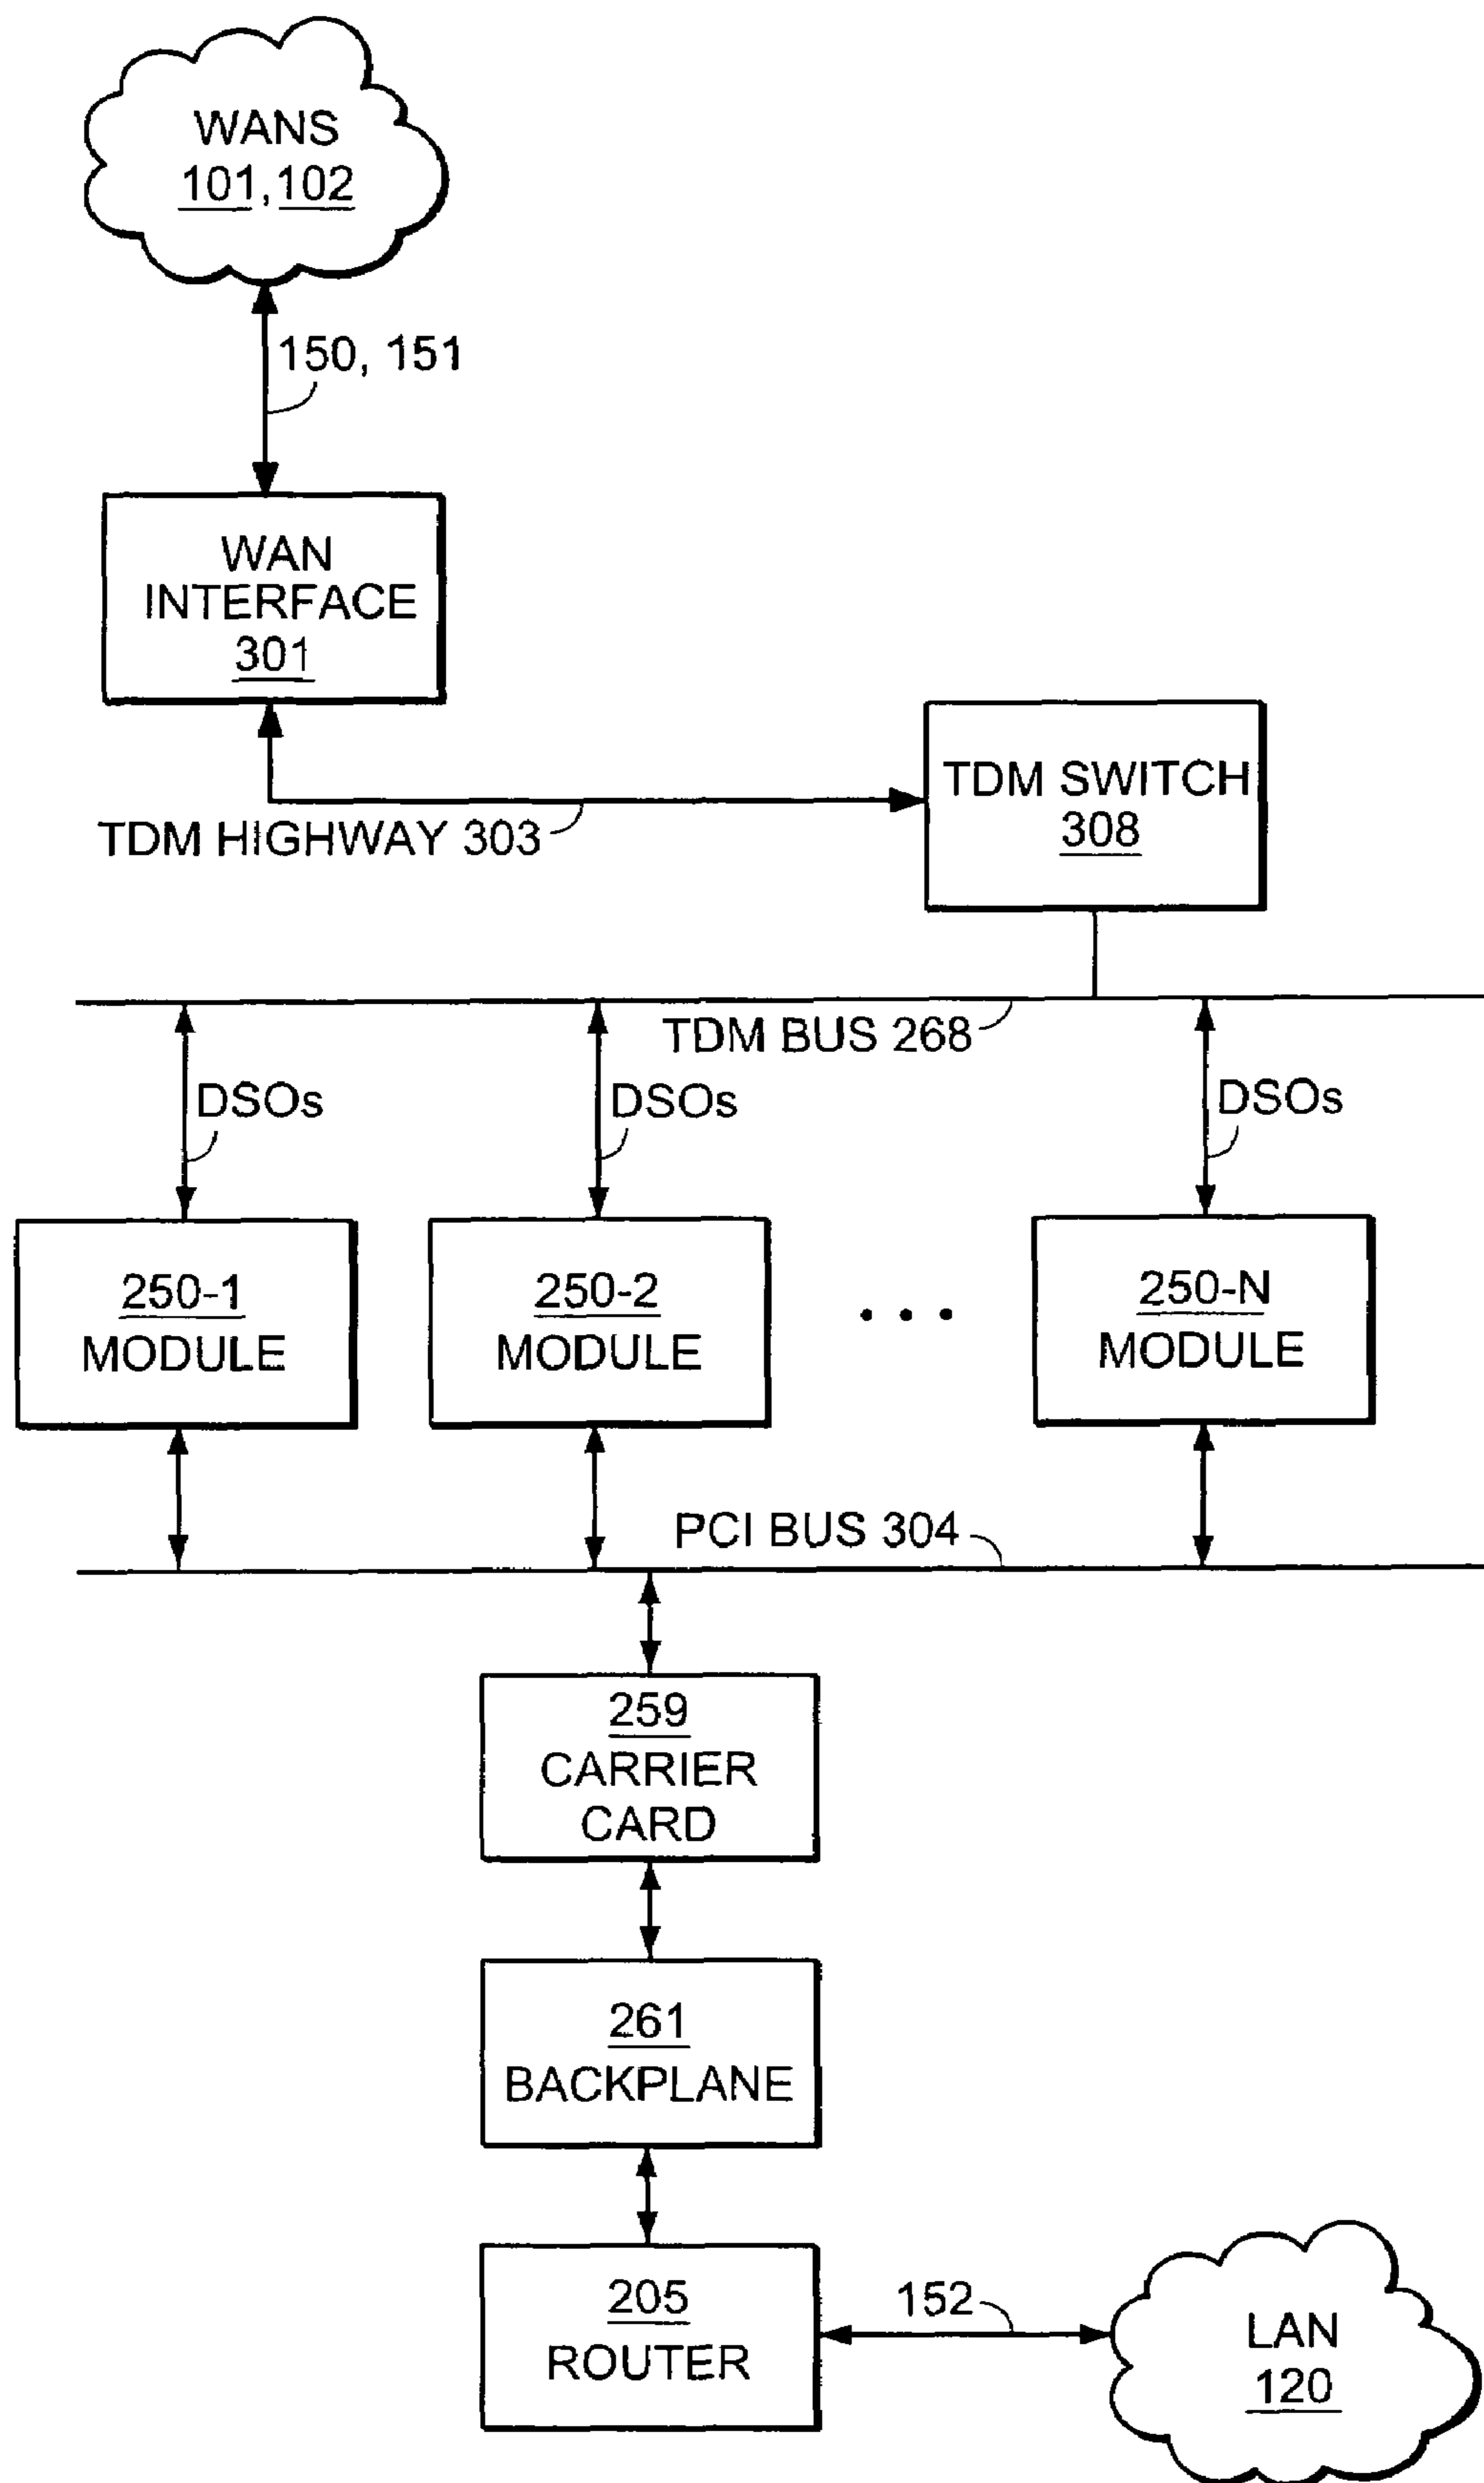 WANS
101, 102
150, 151
WAN
INTERFACE
301
TDM SWITCH
308
TDM HIGHWAY 303
TDM BUS 268
DSOs
DSOs
DSOs
250-1
MODULE
250-2
MODULE
...
250-N
MODULE
PCI BUS 304
259
CARRIER
CARD
261
BACKPLANE
205
ROUTER
152
LAN
120